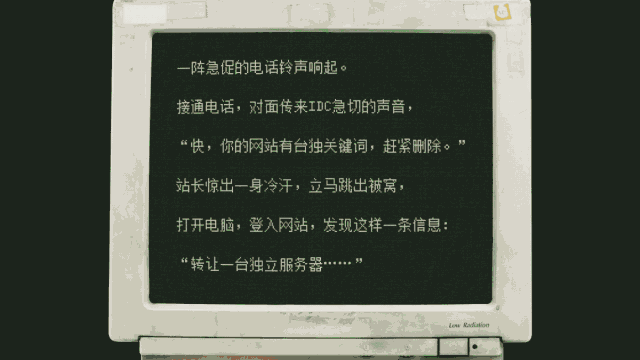 一阵急促的电话铃声响起。
接通电话，对面传来IDC急切的声音，
“快，你的网站有台独关键词，赶紧删除。”
站长惊出一身冷汗，立马跳出被窝，
打开电脑，登入网站，发现这样一条信息：
“转让一台独立服务器……”
Low Radiation